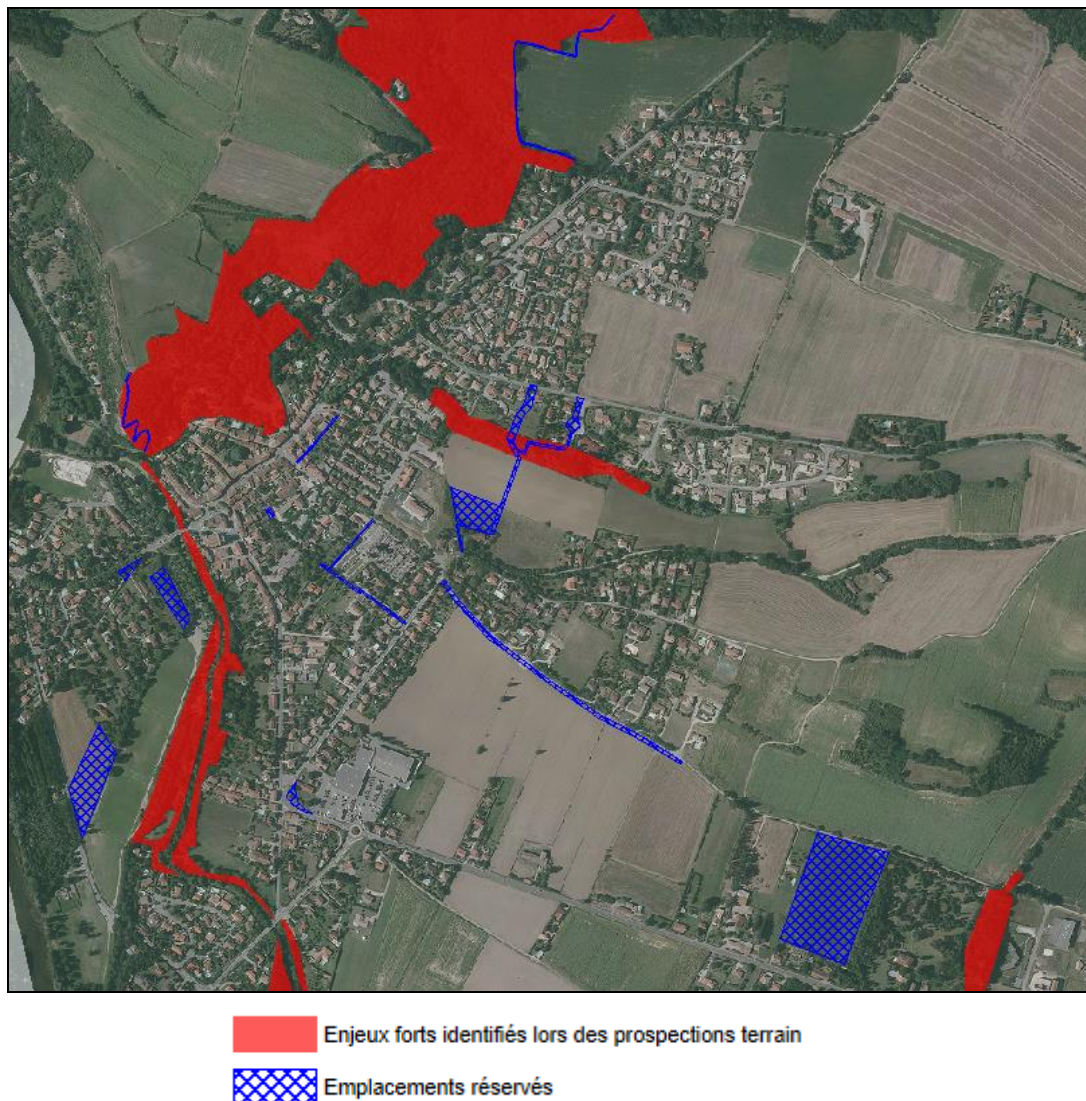 Enjeux forts identifiés lors des prospections terrain
Emplacements réservés